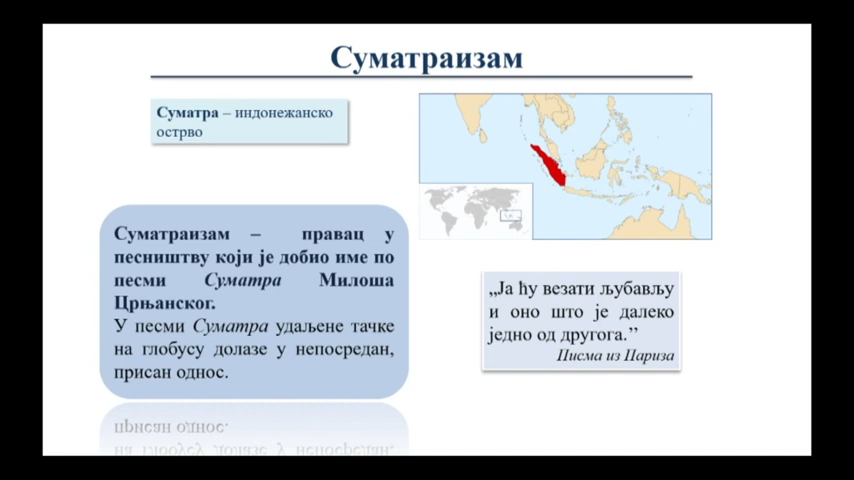 Суматраизам
Суматра – индонежанско
острво
Суматраизам – правац у
песништву који је добио име по
песми Суматра Милоша
Црњанског.
У песми Суматра удаљене тачке
на глобусу долазе у непосредан,
присан однос.
„Ја ћу везати љубављу
и оно што је далеко
једно од другога.”
Писма из Париза